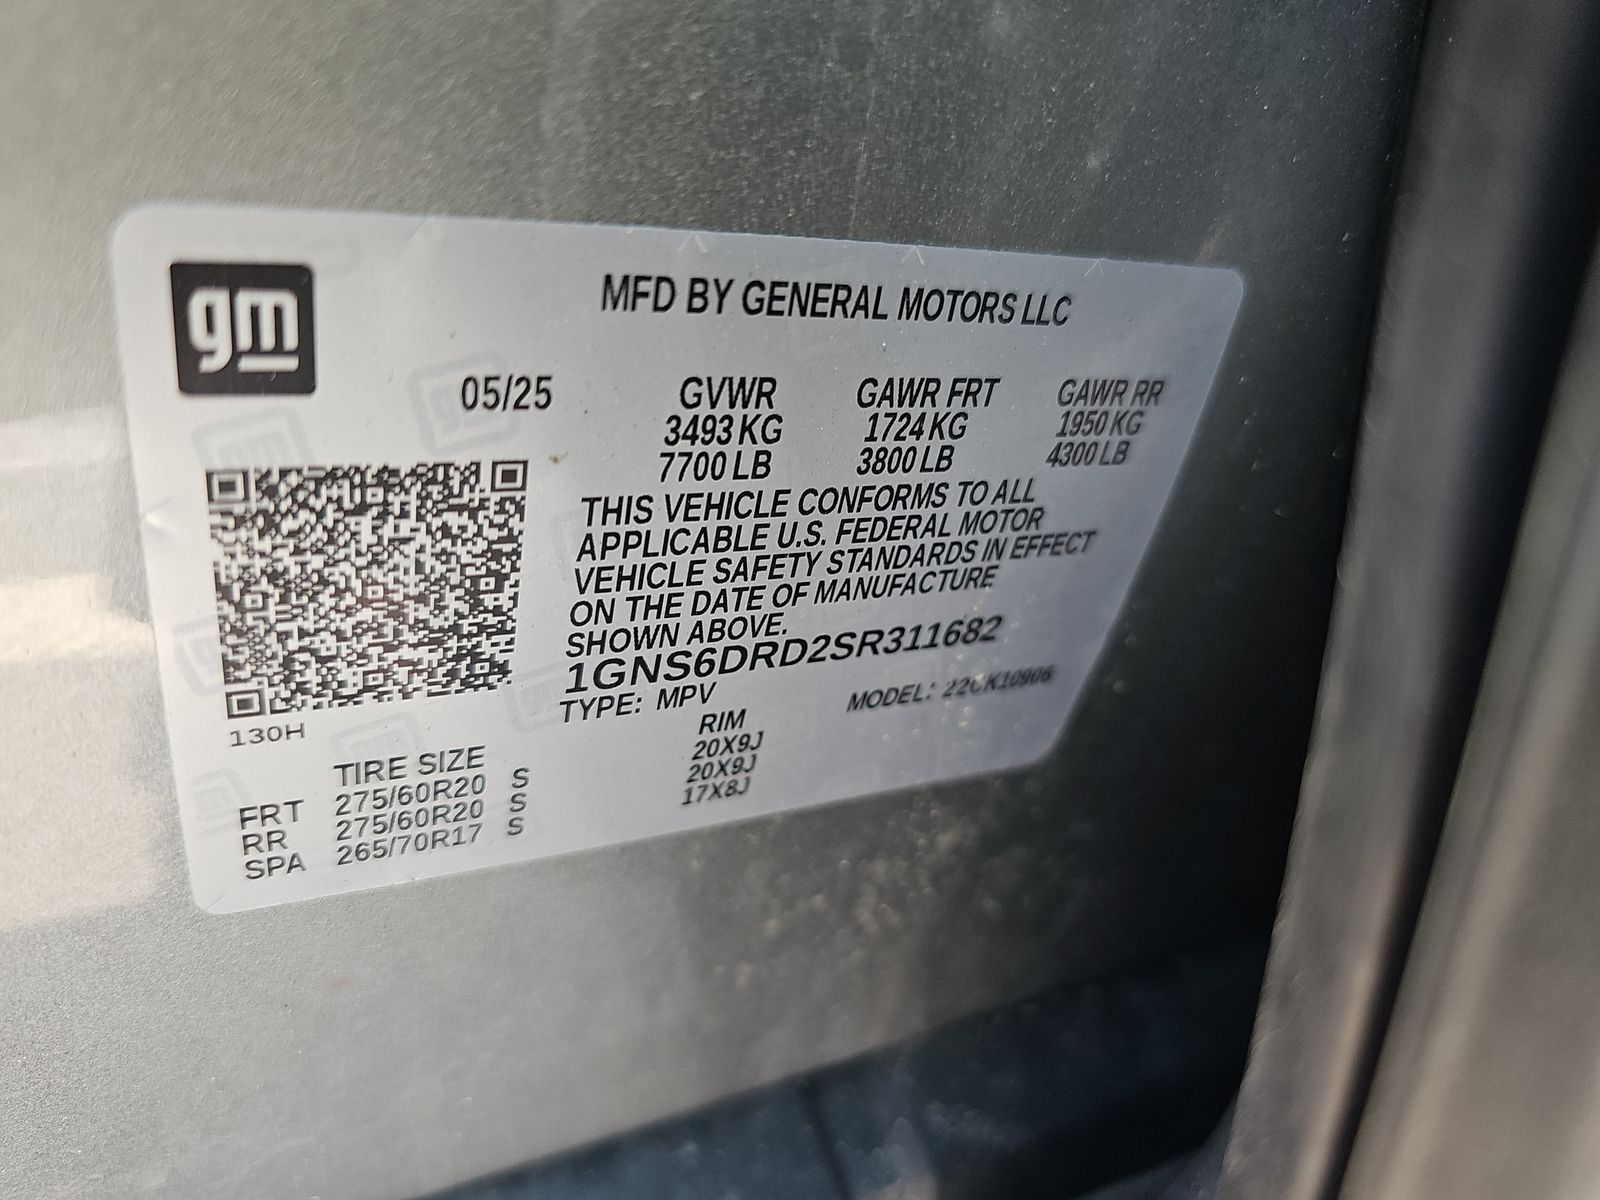 gm
MFD BY GENERAL MOTORS LLC
05/25 GVWR GAWR FRT GAWR RR
3493 KG 1724 KG 1950 KG
7700 LB 3800 LB 4300 LB
THIS VEHICLE CONFORMS TO ALL
APPLICABLE U.S. FEDERAL MOTOR
VEHICLE SAFETY STANDARDS IN EFFECT
ON THE DATE OF MANUFACTURE
SHOWN ABOVE.
1GNS6DRD2SR311682
TYPE: MPV MODEL: 22CK10906
130H
TIRE SIZE RIM
FRT 275/60R20 S 20X9J
RR 275/60R20 S 20X9J
SPA 265/70R17 S 17X8J